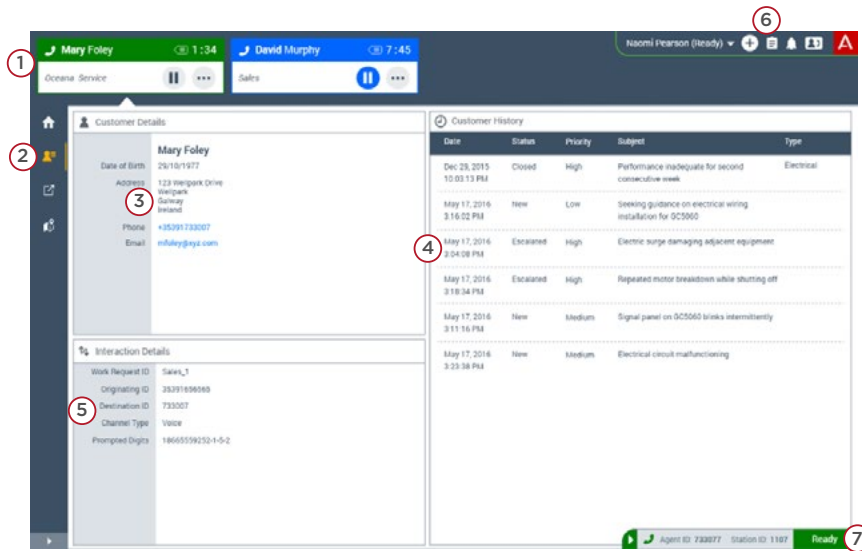 6
1
Mary Foley 1:34
Oceana Service
David Murphy 7:45
Sales
Naomi Pearson (Ready)
A
2
Customer Details
Mary Foley
Date of Birth 29/10/1977
Address 123 Wellpark Drive
Wellpark
Galway
Ireland
3
Phone +35391733007
Email mfoley@xyz.com
Customer History
Date Status Priority Subject Type
Dec 29, 2015 Closed High Performance inadequate for second Electrical
10:03:13 PM consecutive week
May 17, 2016 New Low Seeking guidance on electrical wiring
3:16:02 PM installation for GC5060
4
May 17, 2016 Escalated High Electric surge damaging adjacent equipment
3:04:08 PM
May 17, 2016 Escalated High Repeated motor breakdown while shutting off
3:18:34 PM
May 17, 2016 New Medium Signal panel on GC5060 blinks intermittently
3:11:16 PM
May 17, 2016 New Medium Electrical circuit malfunctioning
3:23:38 PM
Interaction Details
Work Request ID Sales_1
Originating ID 35391656565
5
Destination ID 733007
Channel Type Voice
Prompted Digits 18665559252-1-5-2
Agent ID 733077 Station ID 1107 Ready
7